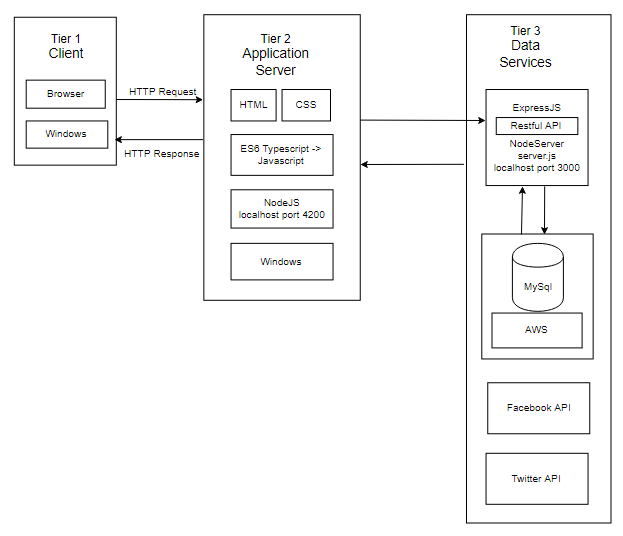 Tier 1
Client
Browser
Windows
HTTP Request
HTTP Response
Tier 2
Application
Server
HTML
CSS
ES6 Typescript ->
Javascript
NodeJS
localhost port 4200
Windows
Tier 3
Data
Services
ExpressJS
Restful API
NodeServer
server.js
localhost port 3000
MySql
AWS
Facebook API
Twitter API